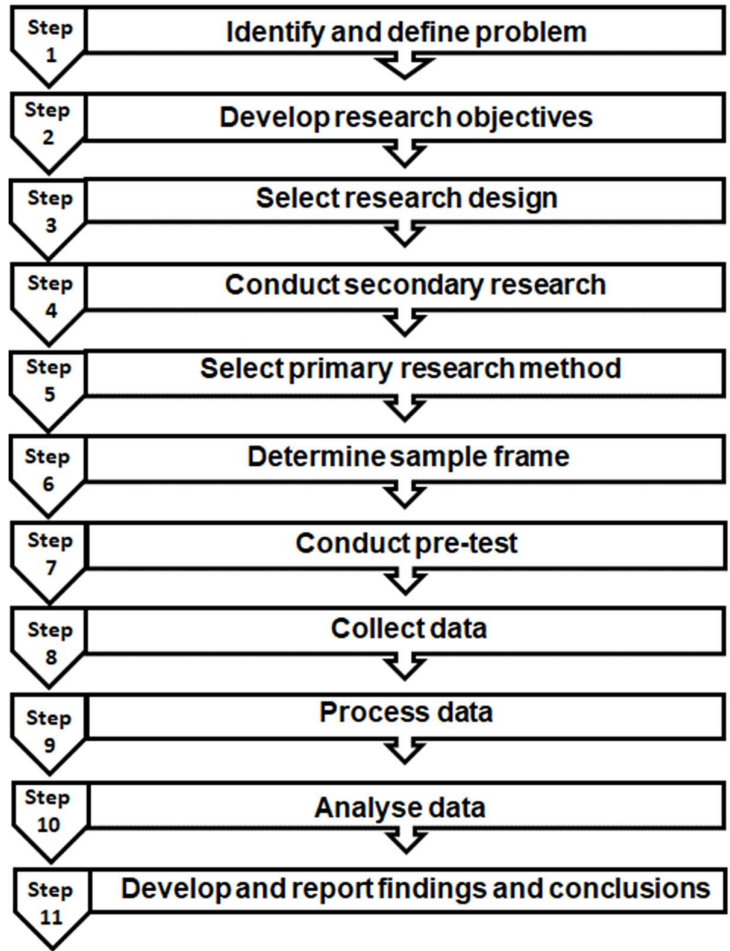 Step 1 Identify and define problem
Step 2 Develop research objectives
Step 3 Select research design
Step 4 Conduct secondary research
Step 5 Select primary research method
Step 6 Determine sample frame
Step 7 Conduct pre-test
Step 8 Collect data
Step 9 Process data
Step 10 Analyse data
Step 11 Develop and report findings and conclusions